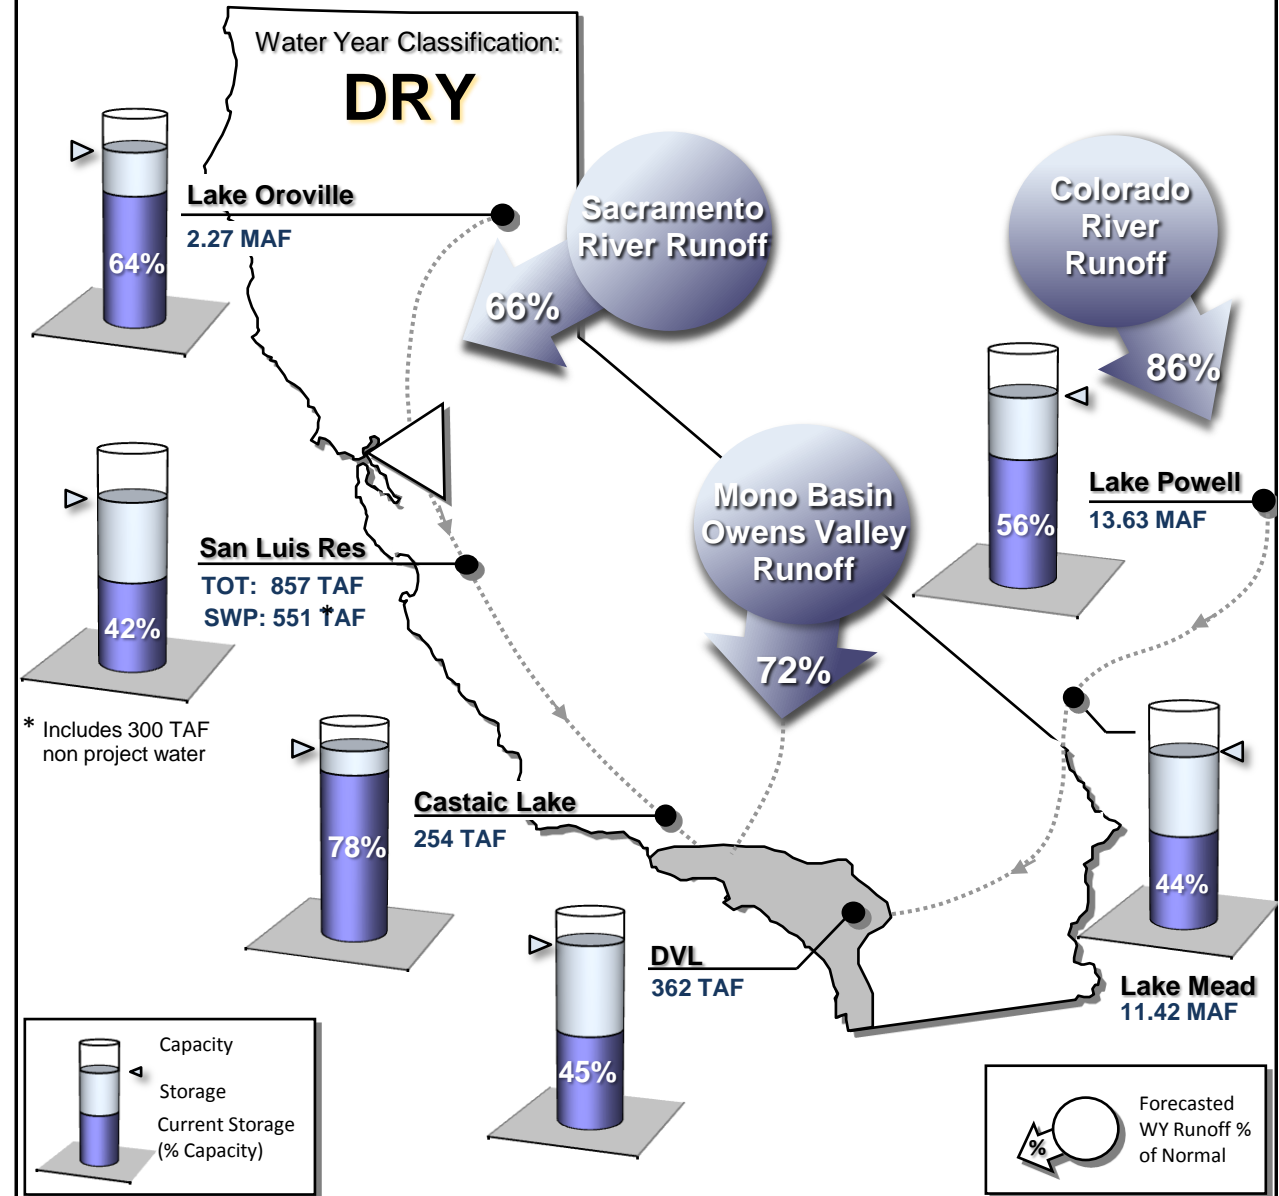 Water Year Classification:
DRY
Lake Oroville
2.27 MAF
64%
Sacramento
River Runoff
66%
Colorado
River
Runoff
86%
Lake Powell
13.63 MAF
56%
Mono Basin
Owens Valley
Runoff
72%
San Luis Res
TOT: 857 TAF
SWP: 551 *TAF
42%
* Includes 300 TAF
non project water
Castaic Lake
254 TAF
78%
DVL
362 TAF
45%
44%
Lake Mead
11.42 MAF
Capacity
Storage
Current Storage
(% Capacity)
%
Forecasted
WY Runoff %
of Normal